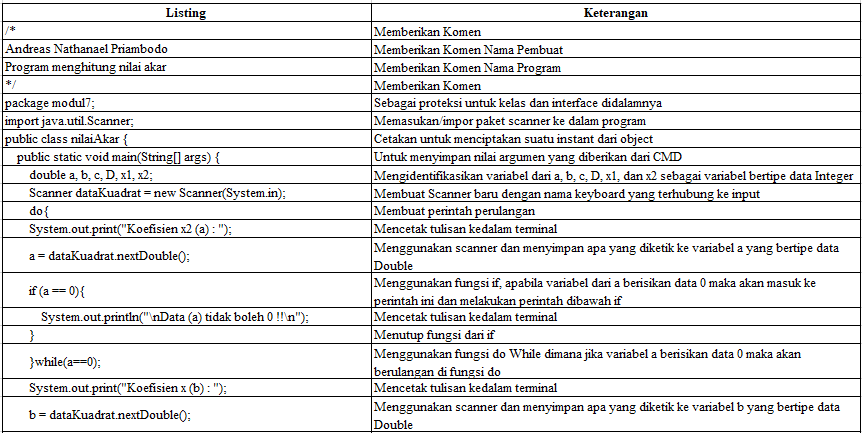 Listing Keterangan
/* Memberikan Komen
Andreas Nathanael Priambodo Memberikan Komen Nama Pembuat
Program menghitung nilai akar Memberikan Komen Nama Program
*/ Memberikan Komen
package modul7; Sebagai proteksi untuk kelas dan interface didalamnya
import java.util.Scanner; Memasukan/impor paket scanner ke dalam program
public class nilaiAkar { Cetakan untuk menciptakan suatu instant dari object
public static void main(String[] args) { Untuk menyimpan nilai argumen yang diberikan dari CMD
double a, b, c, D, x1, x2; Mengidentifikasikan variabel dari a, b, c, D, x1, dan x2 sebagai variabel bertipe data Integer
Scanner dataKuadrat = new Scanner(System.in); Membuat Scanner baru dengan nama keyboard yang terhubung ke input
do{ Membuat perintah perulangan
System.out.print("Koefisien x2 (a) : "); Mencetak tulisan kedalam terminal
a = dataKuadrat.nextDouble(); Menggunakan scanner dan menyimpan apa yang diketik ke variabel a yang bertipe data
Double
if (a == 0){ Menggunakan fungsi if, apabila variabel dari a berisikan data 0 maka akan masuk ke
perintah ini dan melakukan perintah dibawah if
System.out.println("\nData (a) tidak boleh 0 !!\n"); Mencetak tulisan kedalam terminal
} Menutup fungsi dari if
}while(a==0); Menggunakan fungsi do While dimana jika variabel a berisikan data 0 maka akan
berulangan di fungsi do
System.out.print("Koefisien x (b) : "); Mencetak tulisan kedalam terminal
b = dataKuadrat.nextDouble(); Menggunakan scanner dan menyimpan apa yang diketik ke variabel b yang bertipe data
Double